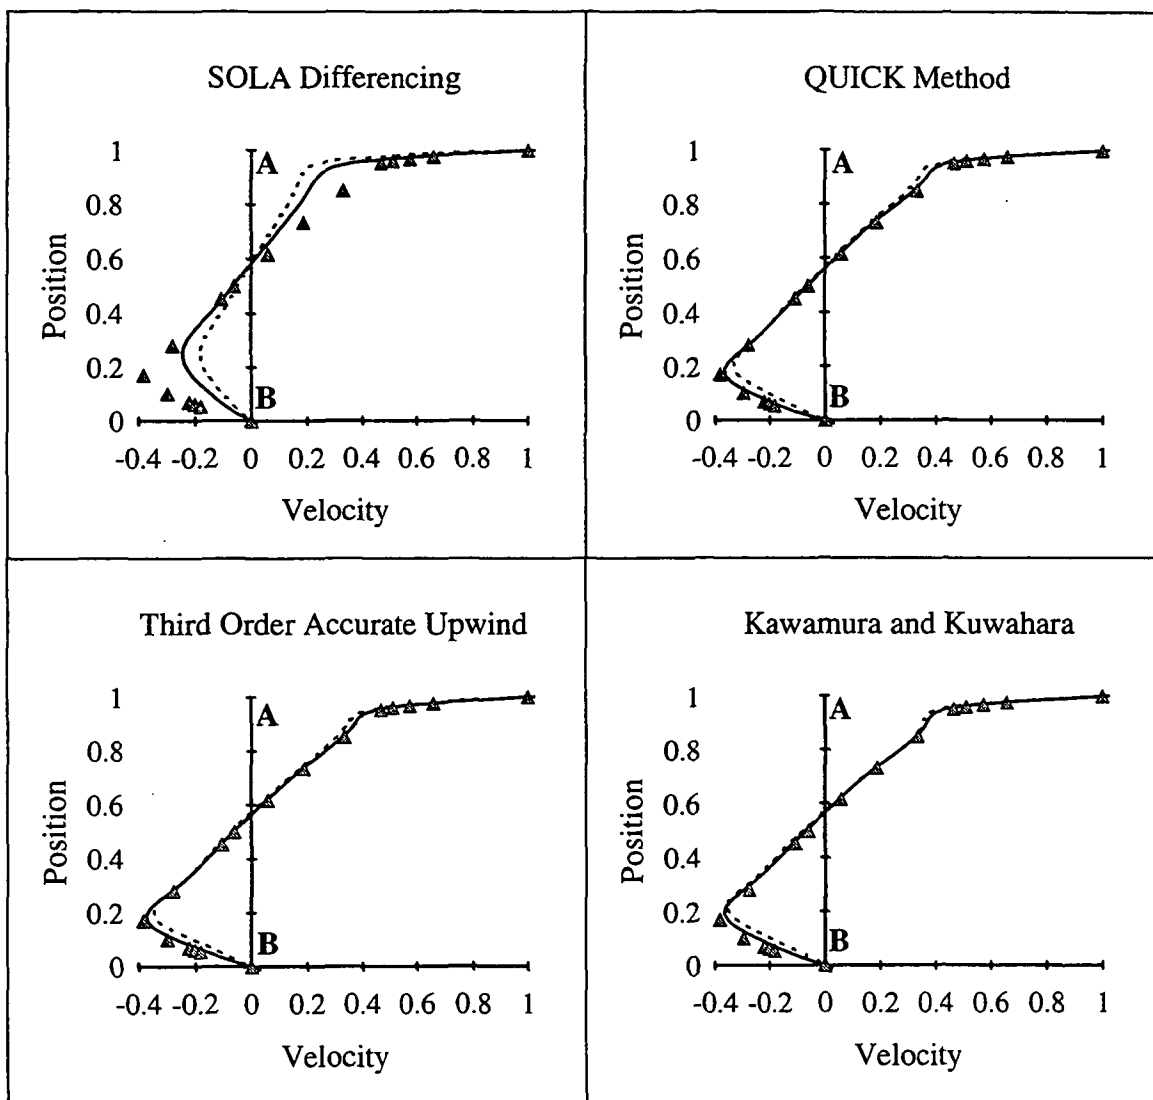 SOLA Differencing
1
A
0.8
0.6
0.4
0.2
B
0
-0.4 -0.2 0 0.2 0.4 0.6 0.8 1
Position
Velocity
QUICK Method
1
A
0.8
0.6
0.4
0.2
B
0
-0.4 -0.2 0 0.2 0.4 0.6 0.8 1
Position
Velocity
Third Order Accurate Upwind
1
A
0.8
0.6
0.4
0.2
B
0
-0.4 -0.2 0 0.2 0.4 0.6 0.8 1
Position
Velocity
Kawamura and Kuwahara
1
A
0.8
0.6
0.4
0.2
B
0
-0.4 -0.2 0 0.2 0.4 0.6 0.8 1
Position
Velocity